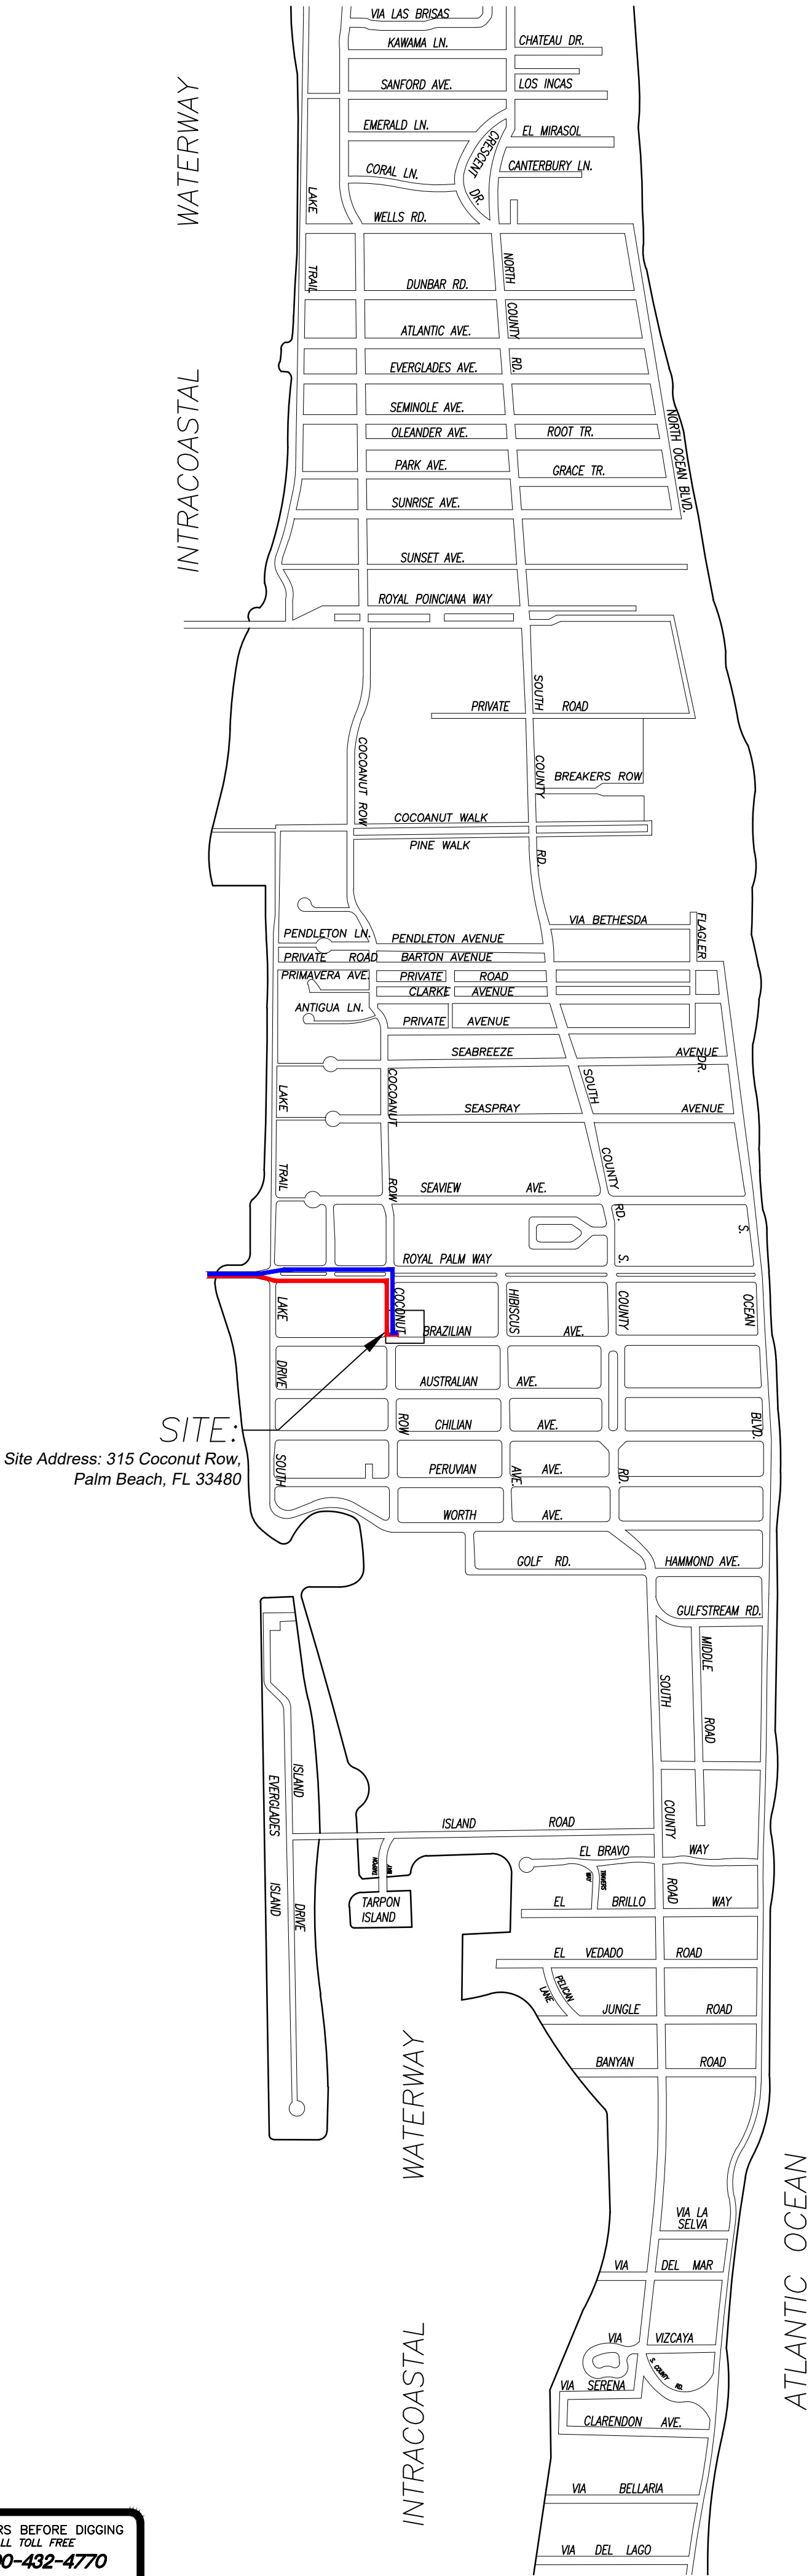 VIA LAS BRISAS
KAWAMA LN.
CHATEAU DR.
SANFORD AVE.
LOS INCAS
EMERALD LN.
EL MIRASOL
CRESCENT DR.
CORAL LN.
CANTERBURY LN.
WATERWAY
LAKE TRAIL
WELLS RD.
NORTH COUNTY RD.
DUNBAR RD.
ATLANTIC AVE.
EVERGLADES AVE.
INTRACOASTAL
SEMINOLE AVE.
NORTH OCEAN BLVD.
OLEANDER AVE.
ROOT TR.
PARK AVE.
GRACE TR.
SUNRISE AVE.
SUNSET AVE.
ROYAL POINCIANA WAY
SOUTH COUNTY RD.
PRIVATE ROAD
COCOANUT ROW
BREAKERS ROW
COCOANUT WALK
PINE WALK
VIA BETHESDA
FLAGLER DR.
PENDLETON LN.
PENDLETON AVENUE
PRIVATE ROAD
BARTON AVENUE
PRIMAVERA AVE.
PRIVATE ROAD
CLARKE AVENUE
ANTIGUA LN.
PRIVATE AVENUE
SEABREEZE AVENUE
LAKE TRAIL
COCOANUT ROW
SOUTH COUNTY RD.
SEASPRAY AVENUE
SEAVIEW AVE.
S. OCEAN BLVD.
ROYAL PALM WAY
S. COUNTY RD.
LAKE DRIVE SOUTH
COCONUT ROW
HIBISCUS AVE.
BRAZILIAN AVE.
AUSTRALIAN AVE.
CHILIAN AVE.
SITE:
Site Address: 315 Coconut Row,
Palm Beach, FL 33480
PERUVIAN AVE.
WORTH AVE.
GOLF RD.
HAMMOND AVE.
GULFSTREAM RD.
MIDDLE ROAD
SOUTH COUNTY ROAD
ISLAND DRIVE
EVERGLADES ISLAND
ISLAND ROAD
EL BRAVO WAY
TARPON WAY
TRAVERS WAY
TARPON
ISLAND
EL BRILLO WAY
EL VEDADO ROAD
PELICAN LANE
JUNGLE ROAD
BANYAN ROAD
WATERWAY
ATLANTIC OCEAN
VIA LA
SELVA
VIA DEL MAR
INTRACOASTAL
VIA VIZCAYA
S. COUNTY RD.
VIA SERENA
CLARENDON AVE.
VIA BELLARIA
RS BEFORE DIGGING
LL TOLL FREE
00-432-4770
VIA DEL LAGO